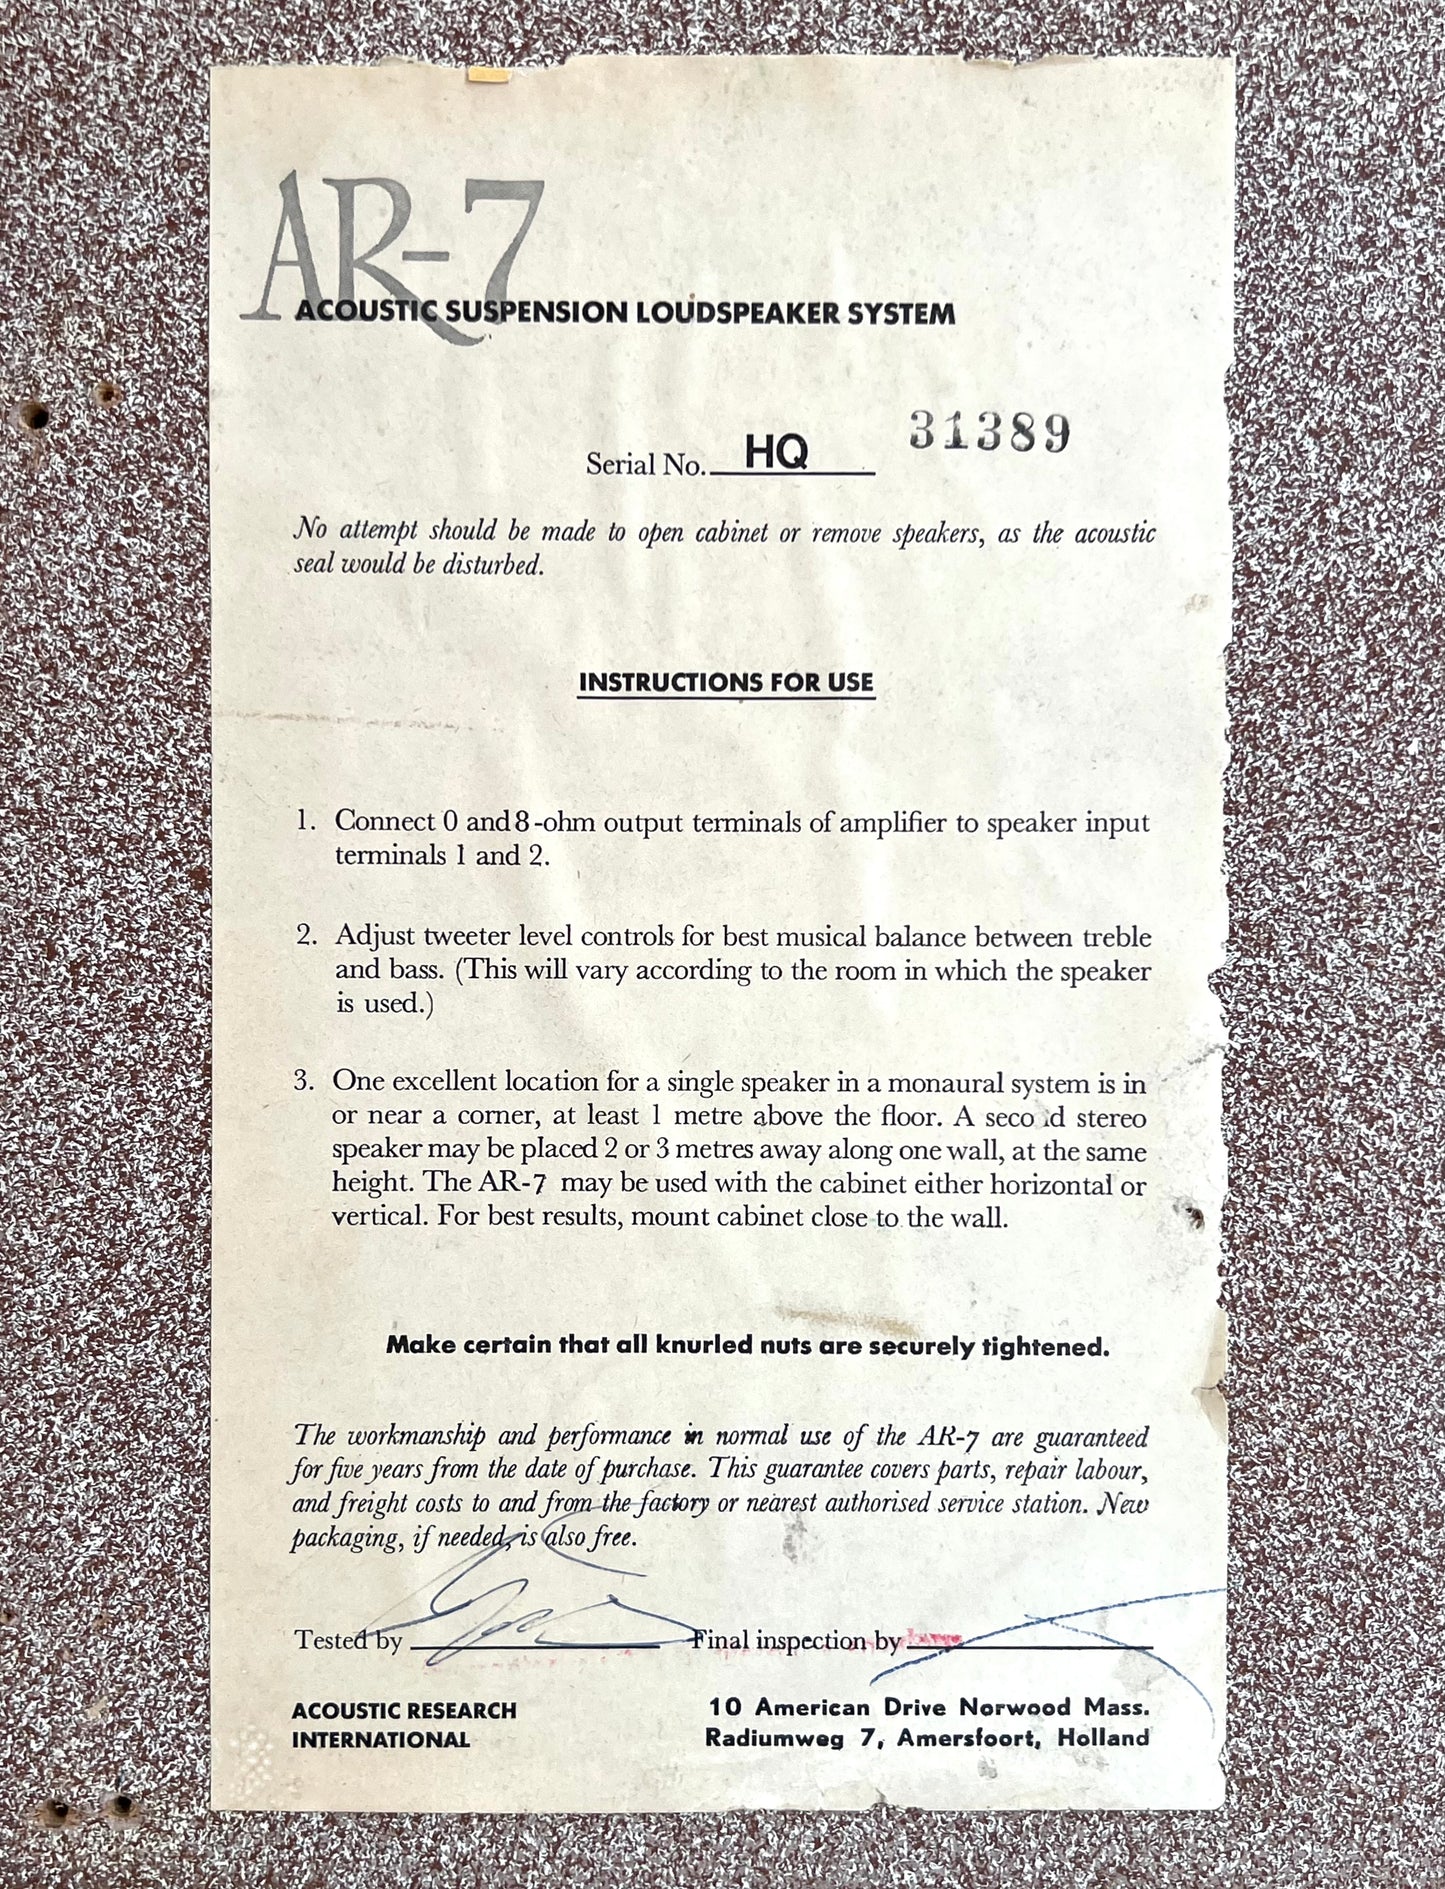 AR-7
ACOUSTIC SUSPENSION LOUDSPEAKER SYSTEM
31389
Serial No. HQ
No attempt should be made to open cabinet or remove speakers, as the acoustic
seal would be disturbed.
INSTRUCTIONS FOR USE
1. Connect 0 and 8-ohm output terminals of amplifier to speaker input
terminals 1 and 2.
2. Adjust tweeter level controls for best musical balance between treble
and bass. (This will vary according to the room in which the speaker
is used.)
3. One excellent location for a single speaker in a monaural system is in
or near a corner, at least 1 metre above the floor. A second stereo
speaker may be placed 2 or 3 metres away along one wall, at the same
height. The AR-7 may be used with the cabinet either horizontal or
vertical. For best results, mount cabinet close to the wall.
Make certain that all knurled nuts are securely tightened.
The workmanship and performance in normal use of the AR-7 are guaranteed
for five years from the date of purchase. This guarantee covers parts, repair labour,
and freight costs to and from the factory or nearest authorised service station. New
packaging, if needed, is also free.
Tested by Final inspection by
ACOUSTIC RESEARCH
INTERNATIONAL
10 American Drive Norwood Mass.
Radiumweg 7, Amersfoort, Holland